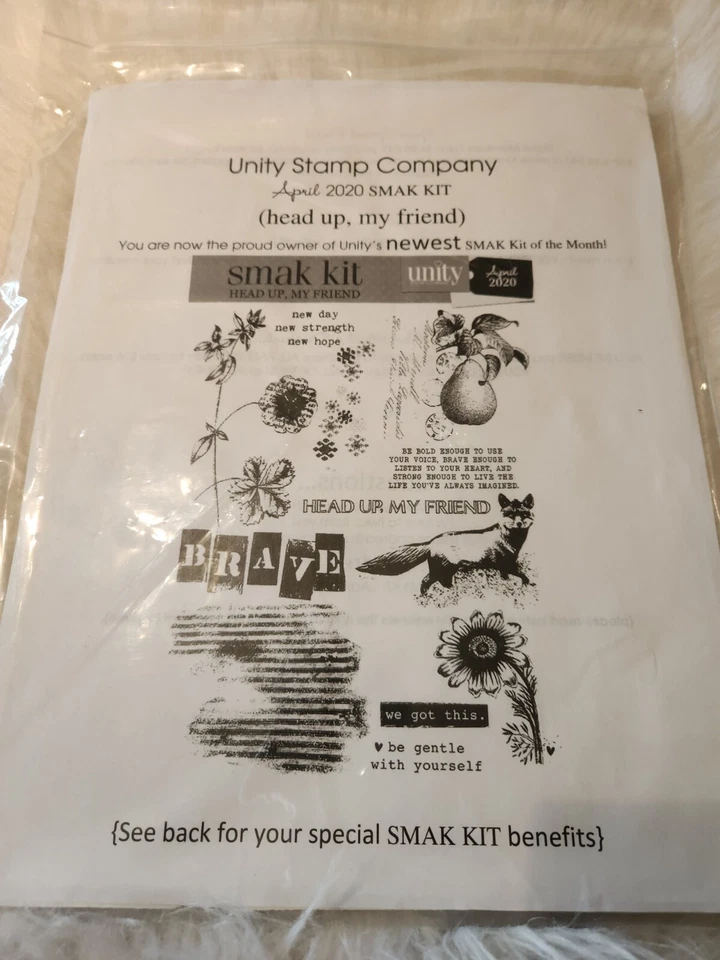 Unity Stamp Company
April 2020 SMAK KIT
(head up, my friend)
You are now the proud owner of Unity's newest SMAK Kit of the Month!
smak kit
HEAD UP, MY FRIEND
unity
April
2020
new day
new strength
new hope
BE BOLD ENOUGH TO USE
YOUR VOICE, BRAVE ENOUGH TO
LISTEN TO YOUR HEART, AND
STRONG ENOUGH TO LIVE THE
LIFE YOU'VE ALWAYS IMAGINED.
HEAD UP, MY FRIEND
BRAVE
we got this.
♥ be gentle
with yourself
{See back for your special SMAK KIT benefits}